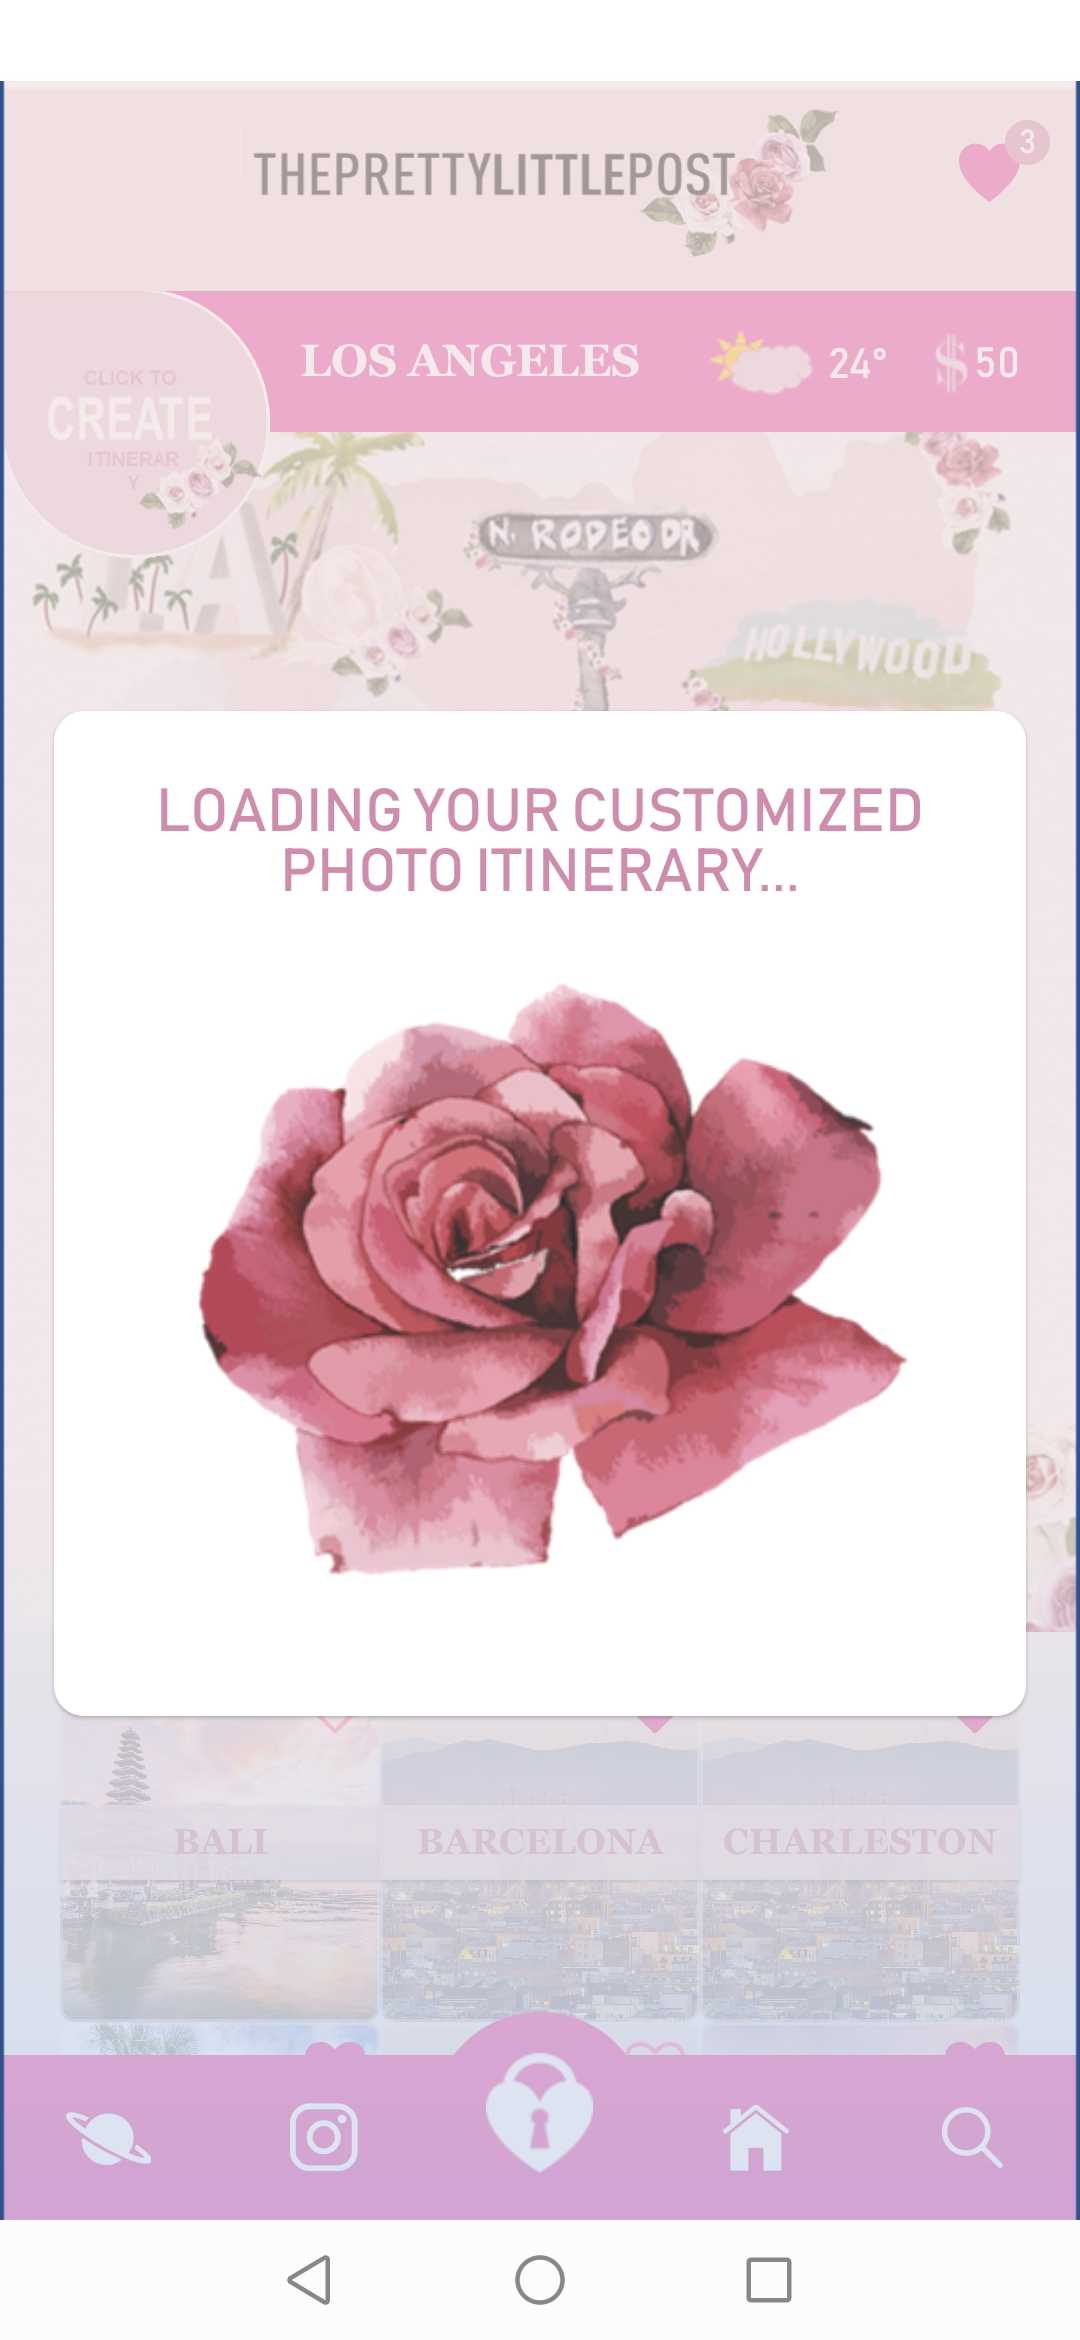 THEPRETTYLITTLEPOST
3
CLICK TO
CREATE
ITINERAR
Y
LOS ANGELES
24°
$50
LA
N. RODEO DR
HOLLYWOOD
LOADING YOUR CUSTOMIZED
PHOTO ITINERARY...
BALI
BARCELONA
CHARLESTON